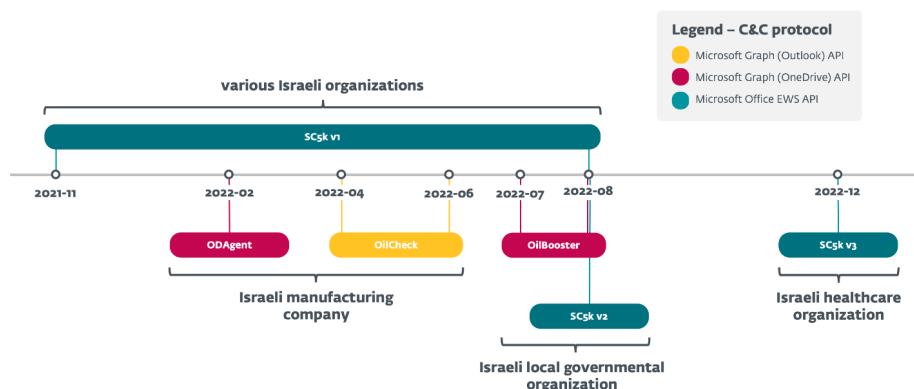 Legend – C&C protocol
Microsoft Graph (Outlook) API
Microsoft Graph (OneDrive) API
Microsoft Office EWS API
various Israeli organizations
SC5k v1
2021-11
2022-02
2022-04
2022-06
2022-07
2022-08
2022-12
ODAgent
OilCheck
OilBooster
SC5k v3
Israeli manufacturing
company
SC5k v2
Israeli healthcare
organization
Israeli local governmental
organization